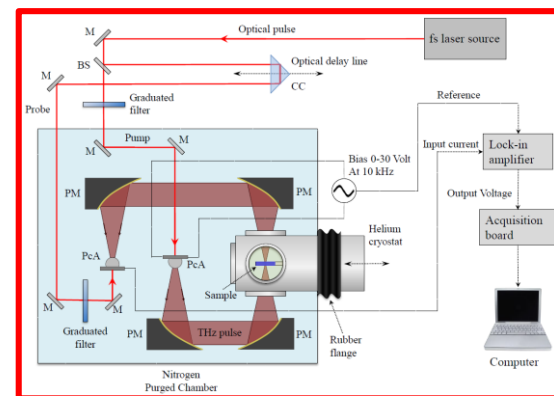 M
Optical pulse
fs laser source
BS
Optical delay line
M
CC
Probe
Graduated
filter
Reference
M
Pump
M
Bias 0-30 Volt
At 10 kHz
Input current
Lock-in
amplifier
PM
PM
Output Voltage
Helium
cryostat
Acquisition
board
PcA
PcA
Sample
M
M
Graduated
filter
PM
THz pulse
PM
Rubber
flange
Computer
Nitrogen
Purged Chamber